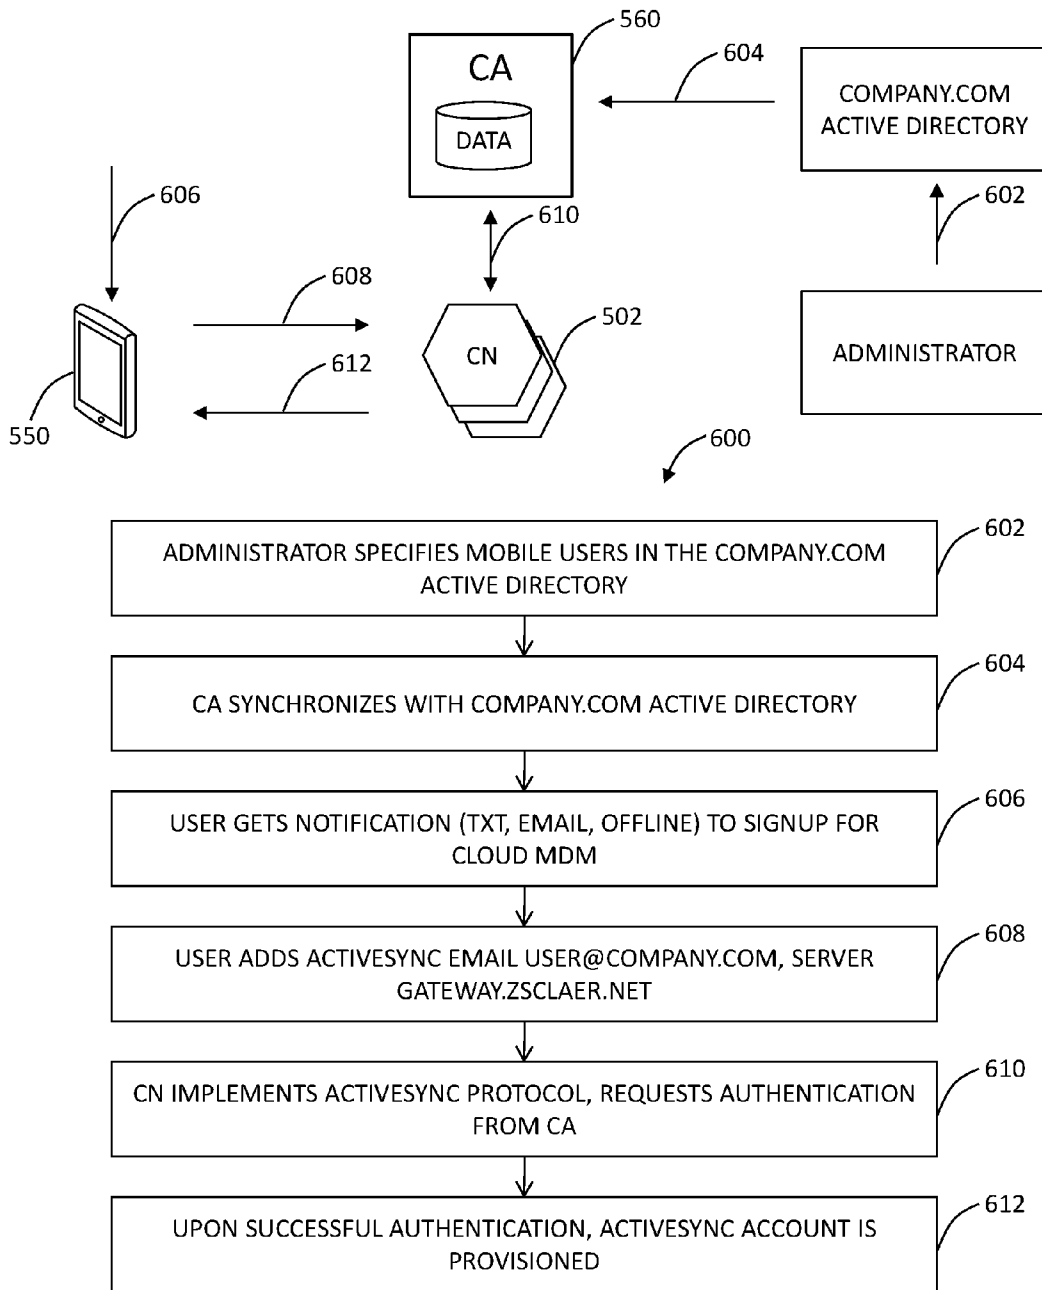 560
CA
DATA
604
COMPANY.COM
ACTIVE DIRECTORY
606
610
602
608
502
CN
612
ADMINISTRATOR
550
600
602
ADMINISTRATOR SPECIFIES MOBILE USERS IN THE COMPANY.COM
ACTIVE DIRECTORY
604
CA SYNCHRONIZES WITH COMPANY.COM ACTIVE DIRECTORY
606
USER GETS NOTIFICATION (TXT, EMAIL, OFFLINE) TO SIGNUP FOR
CLOUD MDM
608
USER ADDS ACTIVESYNC EMAIL USER@COMPANY.COM, SERVER
GATEWAY.ZSCLAER.NET
610
CN IMPLEMENTS ACTIVESYNC PROTOCOL, REQUESTS AUTHENTICATION
FROM CA
612
UPON SUCCESSFUL AUTHENTICATION, ACTIVESYNC ACCOUNT IS
PROVISIONED